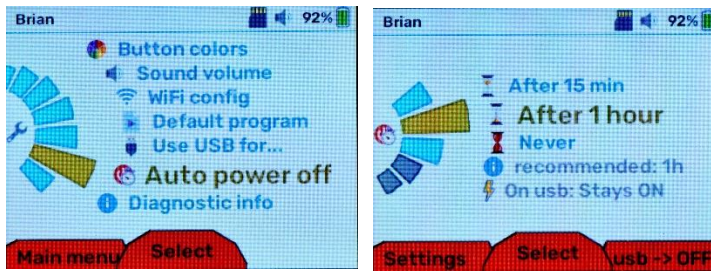 Brian
92%
Button colors
Sound volume
WiFi config
Default program
Use USB for...
Auto power off
Diagnostic info
Main menu
Select
Brian
92%
After 15 min
After 1 hour
Never
recommended: 1h
On usb: Stays ON
Settings
Select
usb -> OFF